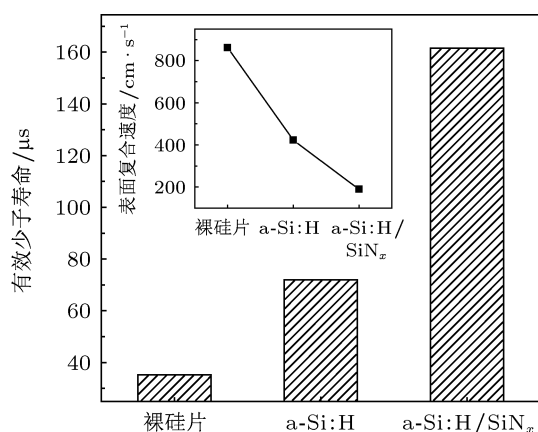 有效少子寿命/μs
160
140
120
100
80
60
40
裸硅片
a-Si:H
a-Si:H/SiNₓ
表面复合速度/cm·s⁻¹
800
600
400
200
裸硅片
a-Si:H
a-Si:H/
SiNₓ